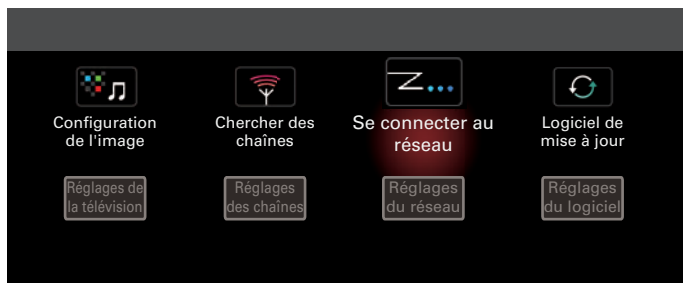 Configuration
de l'image
Chercher des
chaînes
Se connecter au
réseau
Logiciel de
mise à jour
Réglages de
la télévision
Réglages
des chaînes
Réglages
du réseau
Réglages
du logiciel